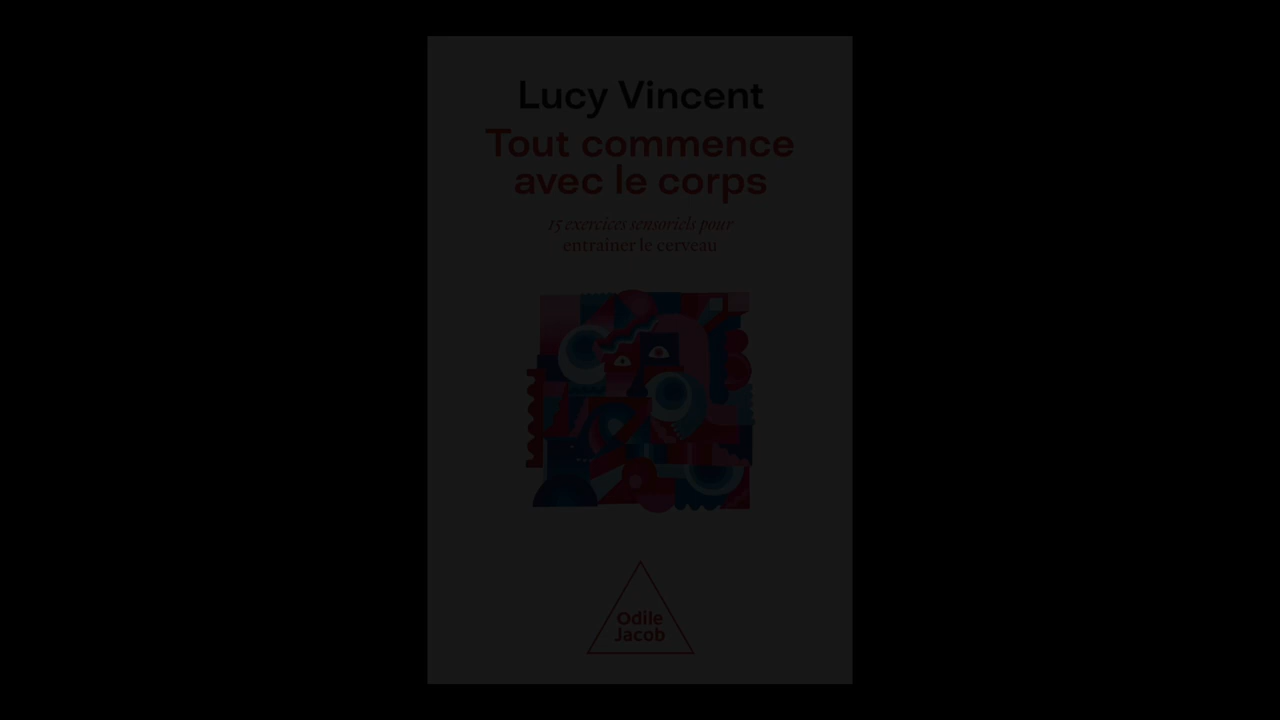 Lucy Vincent
Tout commence
avec le corps
15 exercices sensoriels pour
entraîner le cerveau
Odile
Jacob